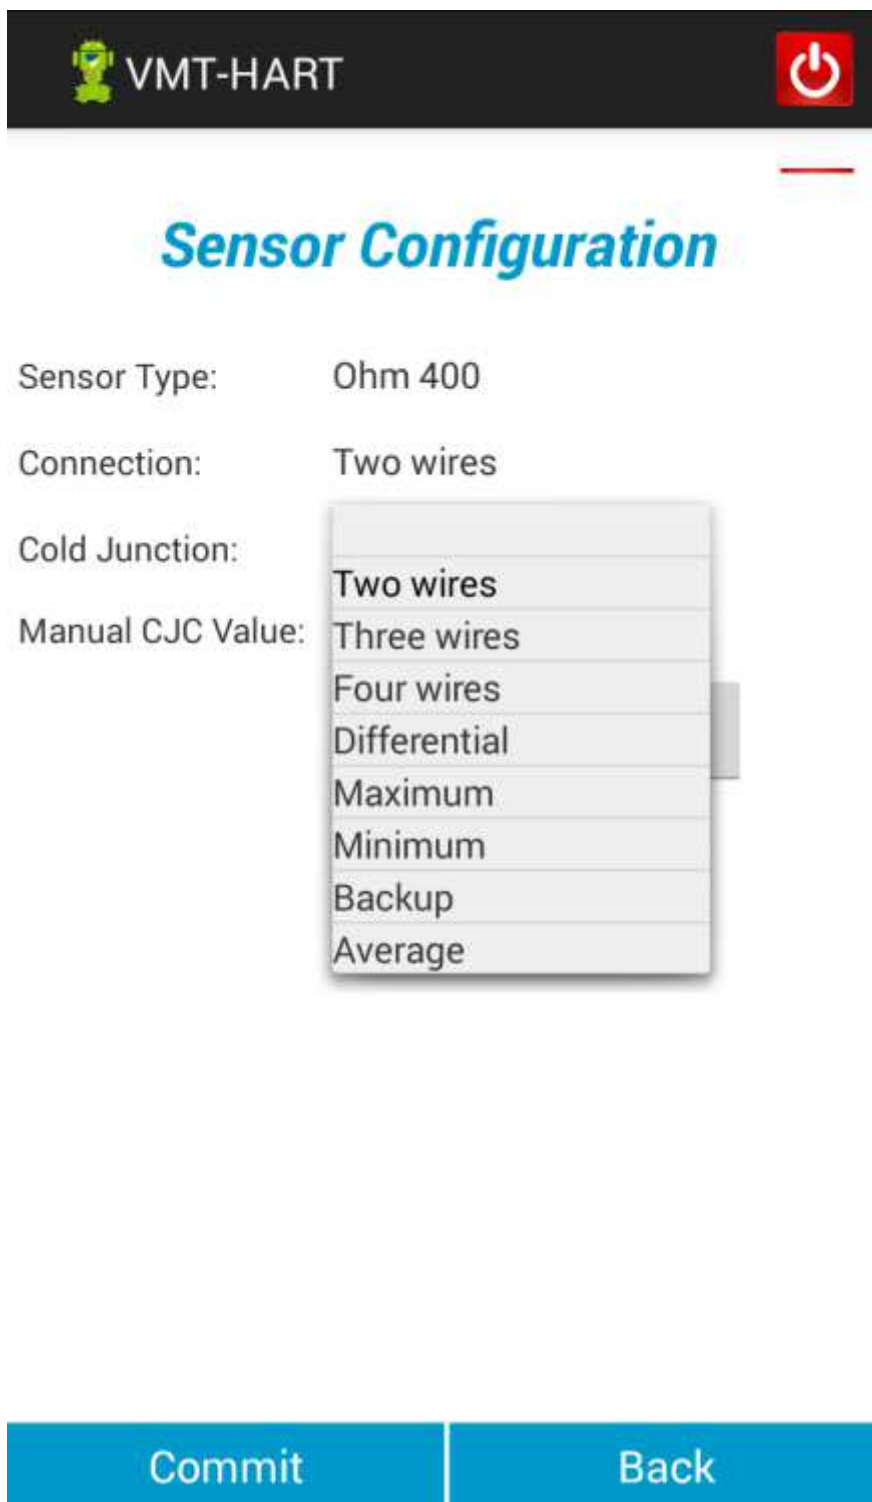 VMT-HART
Sensor Configuration
Sensor Type: Ohm 400
Connection: Two wires
Cold Junction:
Two wires
Manual CJC Value:
Three wires
Four wires
Differential
Maximum
Minimum
Backup
Average
Commit Back